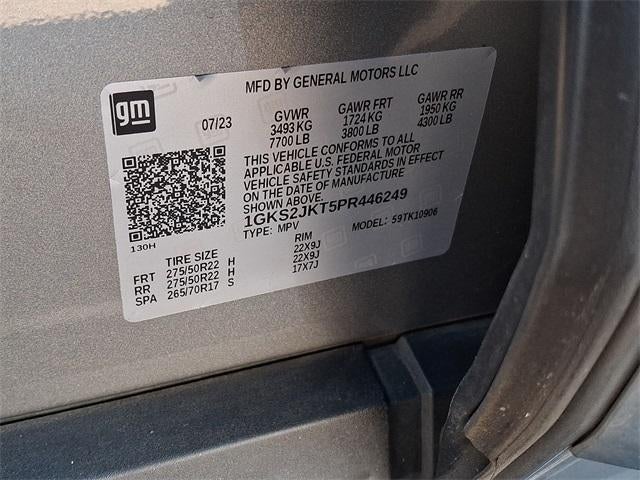 MFD BY GENERAL MOTORS LLC
gm
07/23
GVWR GAWR FRT GAWR RR
3493 KG 1724 KG 1950 KG
7700 LB 3800 LB 4300 LB
THIS VEHICLE CONFORMS TO ALL
APPLICABLE U.S. FEDERAL MOTOR
VEHICLE SAFETY STANDARDS IN EFFECT
ON THE DATE OF MANUFACTURE
SHOWN ABOVE.
1GKS2JKT5PR446249
TYPE: MPV MODEL: 59TK10906
130H
TIRE SIZE RIM
FRT 275/50R22 H 22X9J
RR 275/50R22 H 22X9J
SPA 265/70R17 S 17X7J